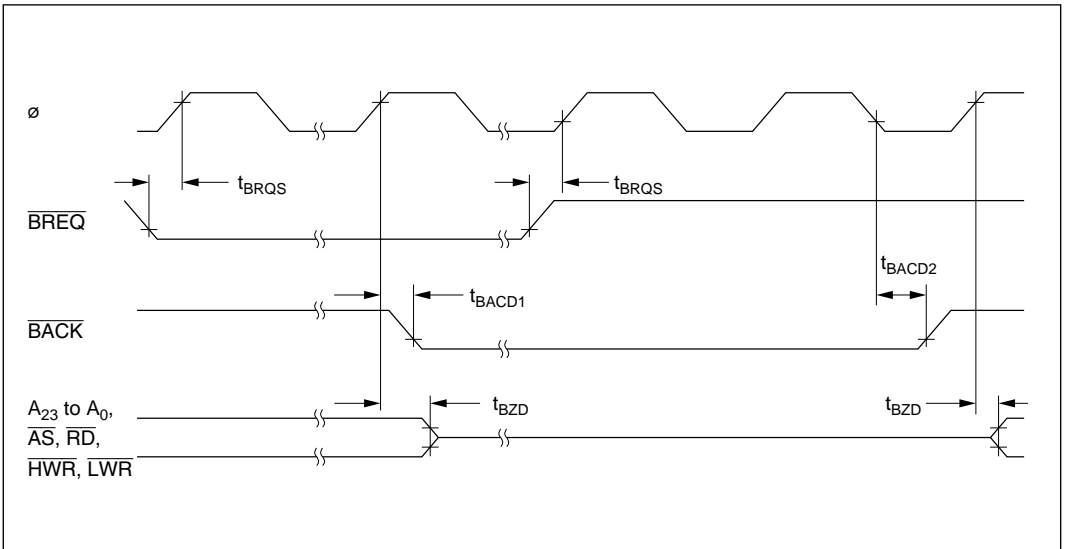 ø
tBRQS tBRQS
BREQ
tBACD2
tBACD1
BACK
A23 to A0,
tBZD tBZD
AS, RD,
HWR, LWR